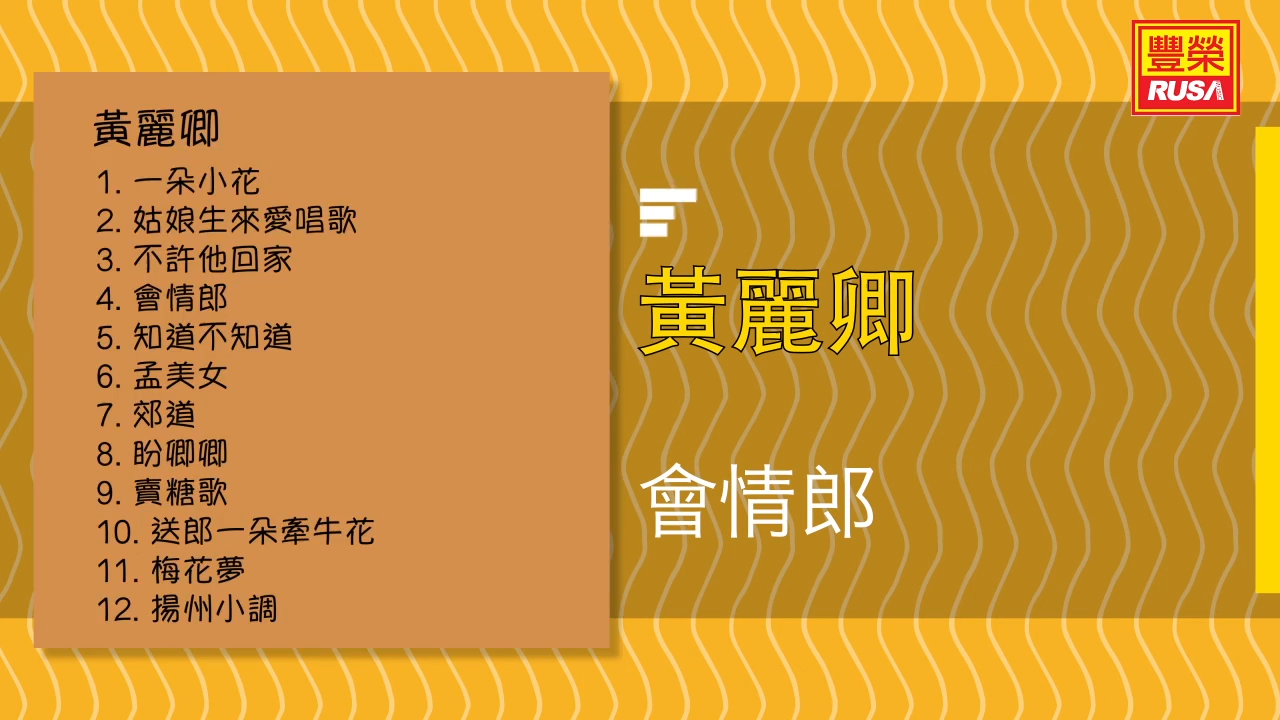 黃麗卿
1. 一朵小花
2. 姑娘生來愛唱歌
3. 不許他回家
4. 會情郎
5. 知道不知道
6. 孟美女
7. 郊道
8. 盼卿卿
9. 賣糖歌
10. 送郎一朵牽牛花
11. 梅花夢
12. 揚州小調
豐榮
RUSA
黃麗卿
會情郎